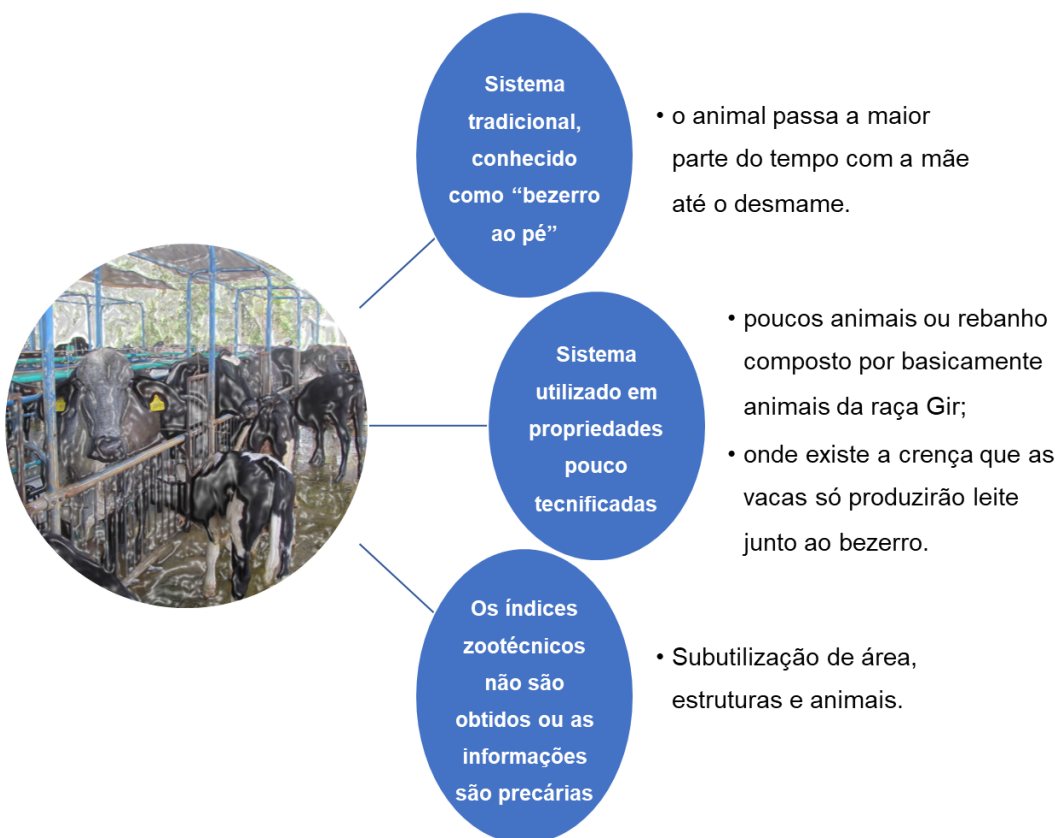 Sistema
tradicional,
conhecido
como “bezerro
ao pé”
• o animal passa a maior
parte do tempo com a mãe
até o desmame.
Sistema
utilizado em
propriedades
pouco
tecnificadas
• poucos animais ou rebanho
composto por basicamente
animais da raça Gir;
• onde existe a crença que as
vacas só produzirão leite
junto ao bezerro.
Os índices
zootécnicos
não são
obtidos ou as
informações
são precárias
• Subutilização de área,
estruturas e animais.